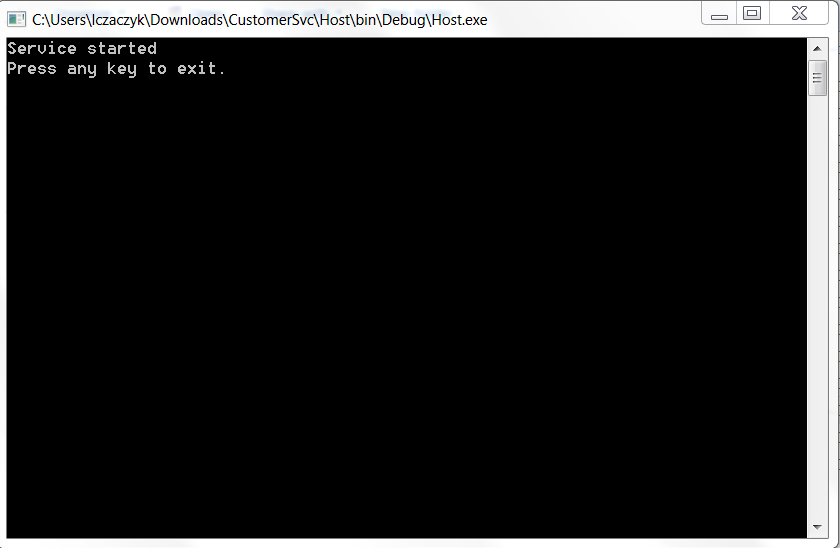 C:\Users\lczaczyk\Downloads\CustomerSvc\Host\bin\Debug\Host.exe
Service started
Press any key to exit.